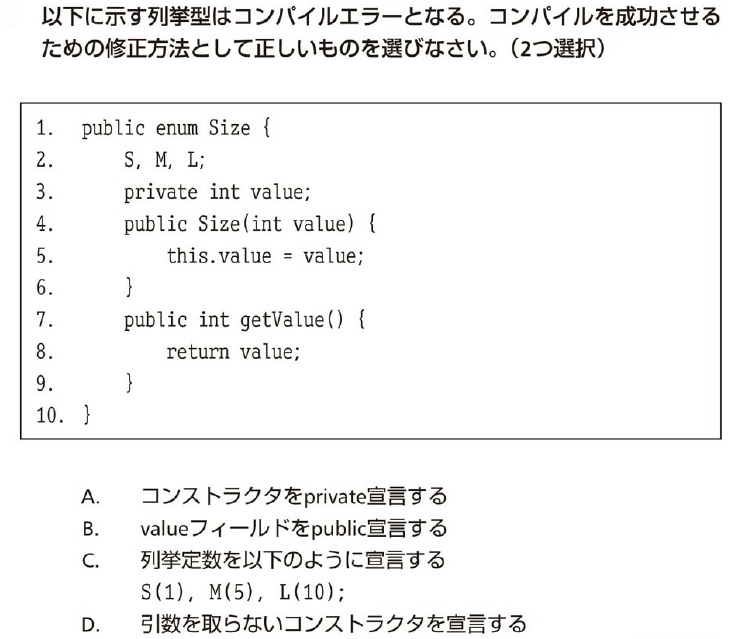 以下に示す列挙型はコンパイルエラーとなる。コンパイルを成功させる
ための修正方法として正しいものを選びなさい。（2つ選択）
1. public enum Size {
2. S, M, L;
3. private int value;
4. public Size(int value) {
5. this.value = value;
6. }
7. public int getValue() {
8. return value;
9. }
10. }
A. コンストラクタをprivate宣言する
B. valueフィールドをpublic宣言する
C. 列挙定数を以下のように宣言する
S(1), M(5), L(10);
D. 引数を取らないコンストラクタを宣言する